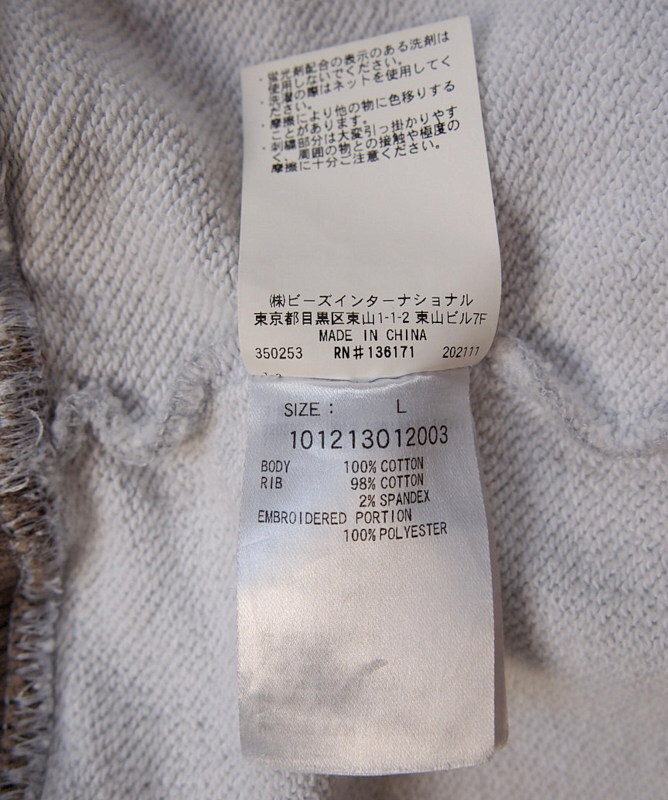 ・蛍光剤配合の表示のある洗剤は
使用しないでください。
・洗濯の際はネットを使用してく
ださい。
・摩擦により他の物に色移りする
ことがあります。
・刺繍部分は大変引っ掛かりやす
く、周囲の物との接触や極度の
摩擦に十分ご注意ください。
㈱ビーズインターナショナル
東京都目黒区東山1-1-2 東山ビル7F
MADE IN CHINA
350253 RN#136171 202111
SIZE : L
101213012003
BODY 100% COTTON
RIB 98% COTTON
2% SPANDEX
EMBROIDERED PORTION
100% POLYESTER